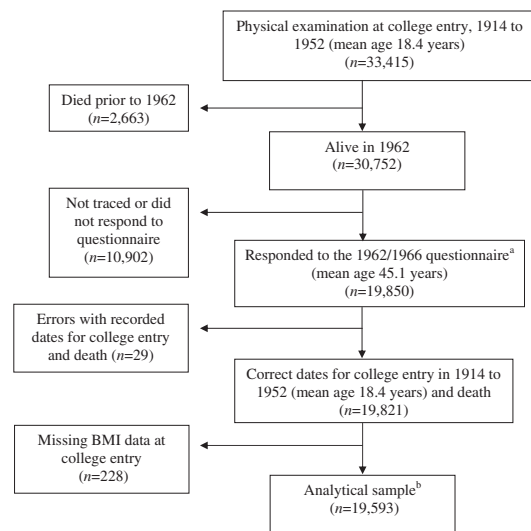 Physical examination at college entry, 1914 to
1952 (mean age 18.4 years)
(n=33,415)
Died prior to 1962
(n=2,663)
Alive in 1962
(n=30,752)
Not traced or did
not respond to
questionnaire
(n=10,902)
Responded to the 1962/1966 questionnaireᵃ
(mean age 45.1 years)
(n=19,850)
Errors with recorded
dates for college entry
and death (n=29)
Correct dates for college entry in 1914 to
1952 (mean age 18.4 years) and death
(n=19,821)
Missing BMI data at
college entry
(n=228)
Analytical sampleᵇ
(n=19,593)